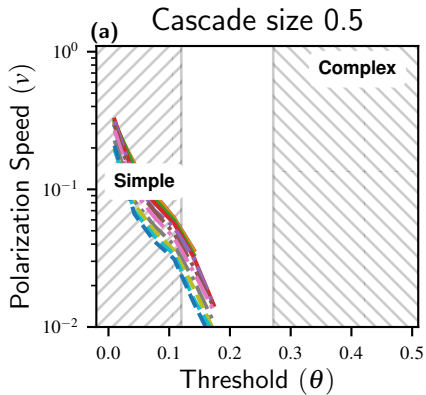 (a) Cascade size 0.5
10⁰
Complex
Polarization Speed (ν)
10⁻¹
Simple
10⁻²
0.0 0.1 0.2 0.3 0.4 0.5
Threshold (θ)